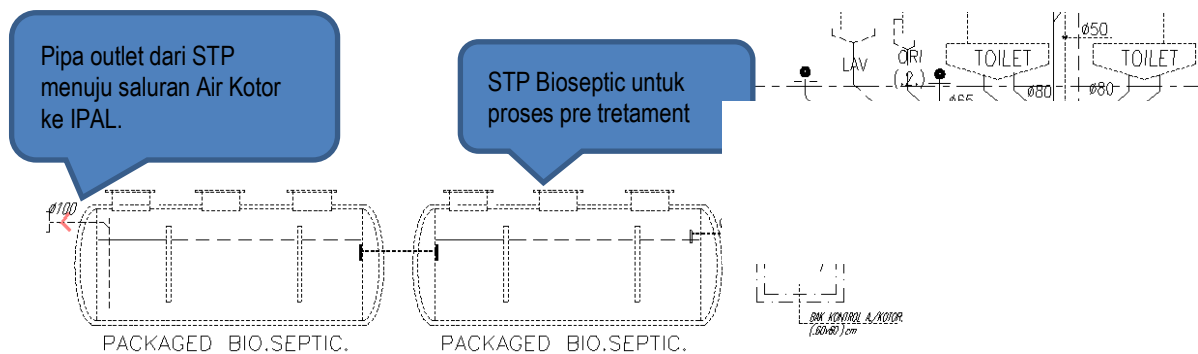 Pipa outlet dari STP
menuju saluran Air Kotor
ke IPAL.
STP Bioseptic untuk
proses pre tretament
LAV
TOILET
Ø50
TOILET
Ø65
Ø80
Ø80
Ø100
BAK KONTROL A/KOTOR.
(.60x80)cm
PACKAGED BIO.SEPTIC.
PACKAGED BIO.SEPTIC.